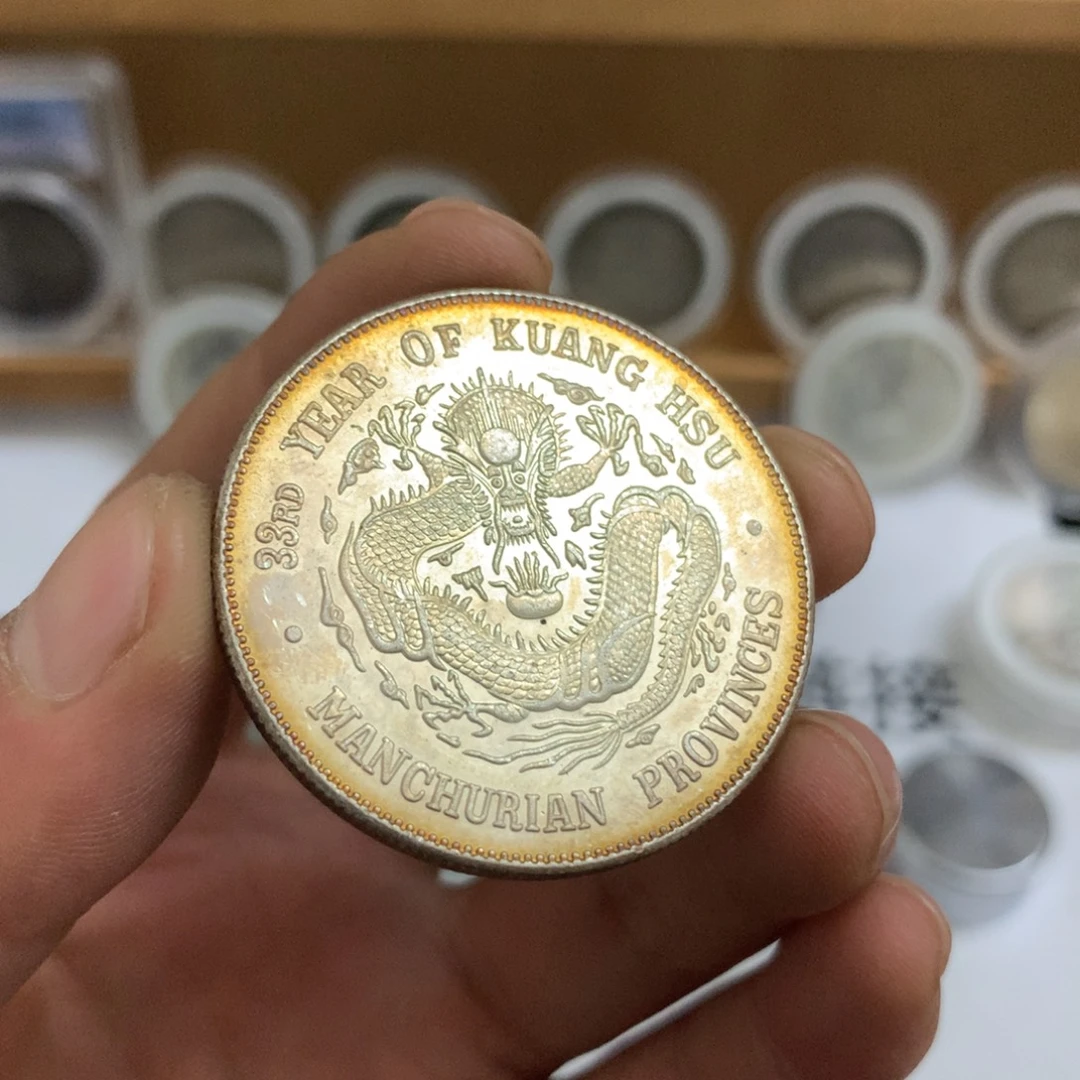 33RD YEAR OF KUANG HSU
MANCHURIAN PROVINCES